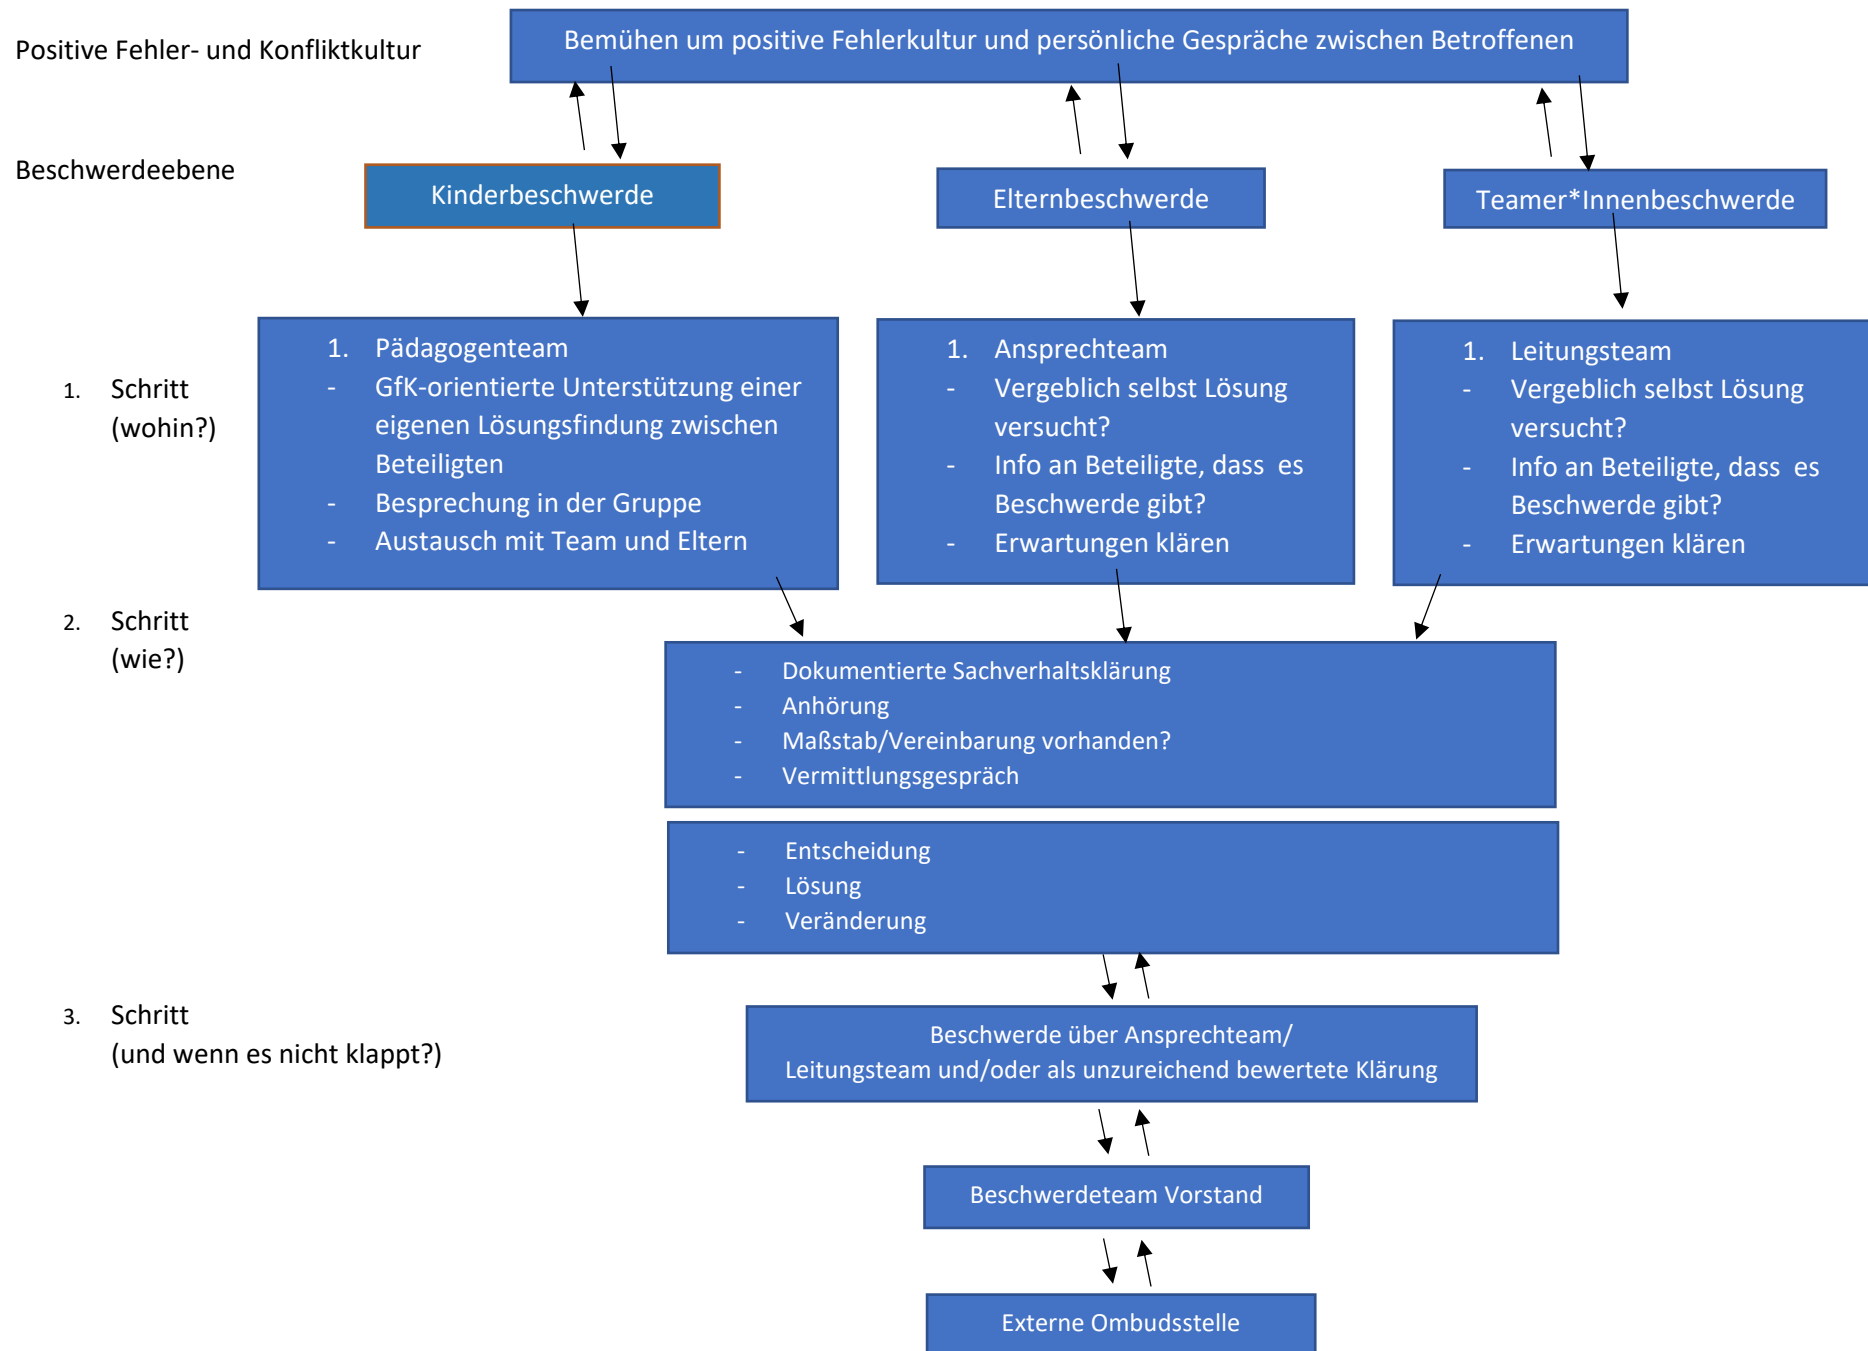 Positive Fehler- und Konfliktkultur
Bemühen um positive Fehlerkultur und persönliche Gespräche zwischen Betroffenen
Beschwerdeebene
Kinderbeschwerde
Elternbeschwerde
Teamer*Innenbeschwerde
1. Schritt
(wohin?)
1. Pädagogenteam
- GfK-orientierte Unterstützung einer
eigenen Lösungsfindung zwischen
Beteiligten
- Besprechung in der Gruppe
- Austausch mit Team und Eltern
1. Ansprechteam
- Vergeblich selbst Lösung
versucht?
- Info an Beteiligte, dass es
Beschwerde gibt?
- Erwartungen klären
1. Leitungsteam
- Vergeblich selbst Lösung
versucht?
- Info an Beteiligte, dass es
Beschwerde gibt?
- Erwartungen klären
2. Schritt
(wie?)
- Dokumentierte Sachverhaltsklärung
- Anhörung
- Maßstab/Vereinbarung vorhanden?
- Vermittlungsgespräch
- Entscheidung
- Lösung
- Veränderung
3. Schritt
(und wenn es nicht klappt?)
Beschwerde über Ansprechteam/
Leitungsteam und/oder als unzureichend bewertete Klärung
Beschwerdeteam Vorstand
Externe Ombudsstelle